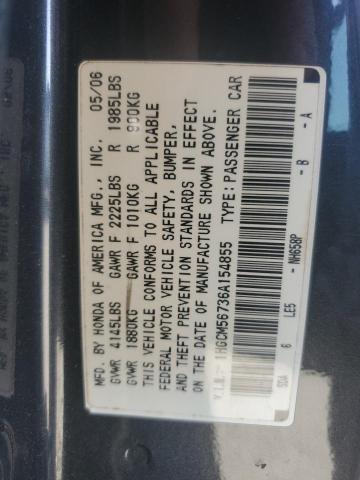 MFD. BY HONDA OF AMERICA MFG., INC. 05/06
GVWR 4145LBS GAWR F 2225LBS R 1985LBS
GVWR 1880KG GAWR F 1010KG R 900KG
THIS VEHICLE CONFORMS TO ALL APPLICABLE
FEDERAL MOTOR VEHICLE SAFETY, BUMPER,
AND THEFT PREVENTION STANDARDS IN EFFECT
ON THE DATE OF MANUFACTURE SHOWN ABOVE.
1HGCM56736A154855 TYPE: PASSENGER CAR
SDA 6 LE5 - NH658P - B - A